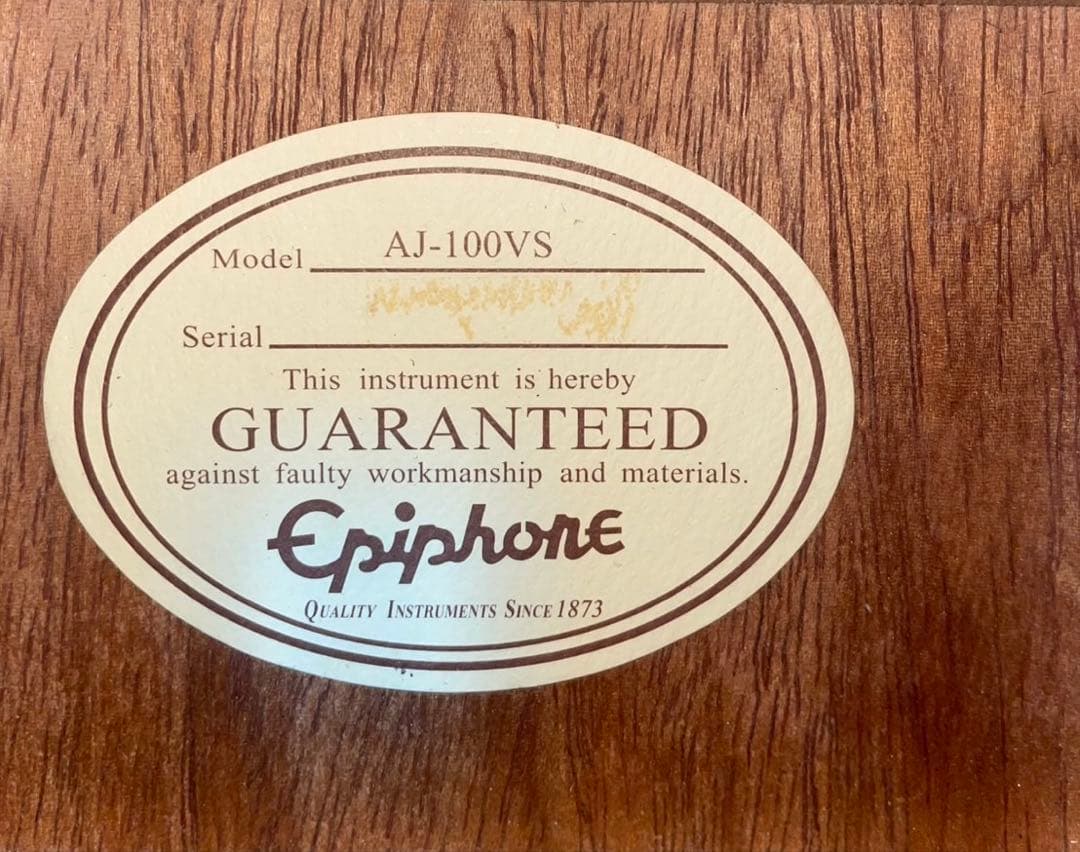 Model AJ-100VS
Serial
This instrument is hereby
GUARANTEED
against faulty workmanship and materials.
Epiphone
QUALITY INSTRUMENTS SINCE 1873